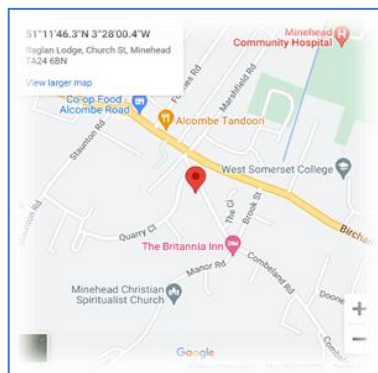 51°11'46.3"N 3°28'00.4"W
Raglan Lodge, Church St, Minehead
TA24 6BN
View larger map
Minehead
Community Hospital
Co-op Food
Alcombe Road
Staunton Rd
Marshfield Rd
Alcombe Tandoori
West Somerset College
Quarry Cl
The Cl
Brook St
The Britannia Inn
Manor Rd
Combeland Rd
Minehead Christian
Spiritualist Church
+
−
Google